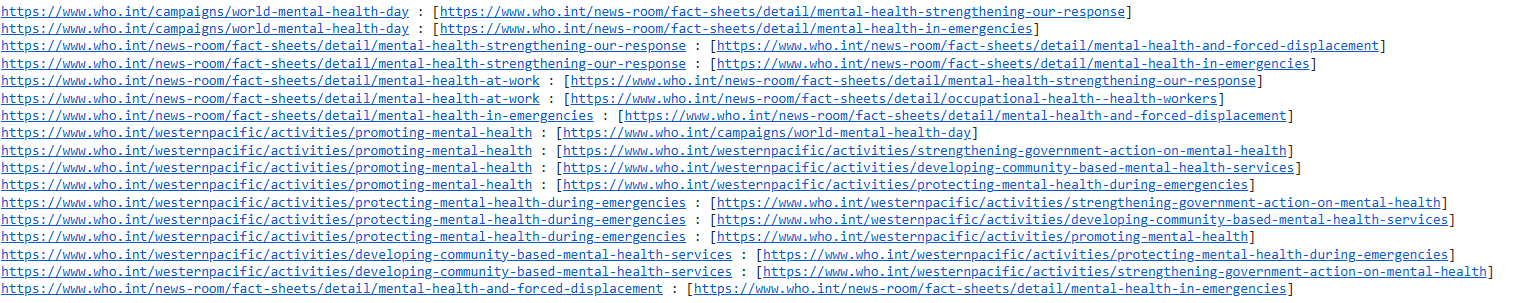 https://www.who.int/campaigns/world-mental-health-day : [https://www.who.int/news-room/fact-sheets/detail/mental-health-strengthening-our-response]
https://www.who.int/campaigns/world-mental-health-day : [https://www.who.int/news-room/fact-sheets/detail/mental-health-in-emergencies]
https://www.who.int/news-room/fact-sheets/detail/mental-health-strengthening-our-response : [https://www.who.int/news-room/fact-sheets/detail/mental-health-and-forced-displacement]
https://www.who.int/news-room/fact-sheets/detail/mental-health-strengthening-our-response : [https://www.who.int/news-room/fact-sheets/detail/mental-health-in-emergencies]
https://www.who.int/news-room/fact-sheets/detail/mental-health-at-work : [https://www.who.int/news-room/fact-sheets/detail/mental-health-strengthening-our-response]
https://www.who.int/news-room/fact-sheets/detail/mental-health-at-work : [https://www.who.int/news-room/fact-sheets/detail/occupational-health--health-workers]
https://www.who.int/news-room/fact-sheets/detail/mental-health-in-emergencies : [https://www.who.int/news-room/fact-sheets/detail/mental-health-and-forced-displacement]
https://www.who.int/westernpacific/activities/promoting-mental-health : [https://www.who.int/campaigns/world-mental-health-day]
https://www.who.int/westernpacific/activities/promoting-mental-health : [https://www.who.int/westernpacific/activities/strengthening-government-action-on-mental-health]
https://www.who.int/westernpacific/activities/promoting-mental-health : [https://www.who.int/westernpacific/activities/developing-community-based-mental-health-services]
https://www.who.int/westernpacific/activities/promoting-mental-health : [https://www.who.int/westernpacific/activities/protecting-mental-health-during-emergencies]
https://www.who.int/westernpacific/activities/protecting-mental-health-during-emergencies : [https://www.who.int/westernpacific/activities/strengthening-government-action-on-mental-health]
https://www.who.int/westernpacific/activities/protecting-mental-health-during-emergencies : [https://www.who.int/westernpacific/activities/developing-community-based-mental-health-services]
https://www.who.int/westernpacific/activities/protecting-mental-health-during-emergencies : [https://www.who.int/westernpacific/activities/promoting-mental-health]
https://www.who.int/westernpacific/activities/developing-community-based-mental-health-services : [https://www.who.int/westernpacific/activities/protecting-mental-health-during-emergencies]
https://www.who.int/westernpacific/activities/developing-community-based-mental-health-services : [https://www.who.int/westernpacific/activities/strengthening-government-action-on-mental-health]
https://www.who.int/news-room/fact-sheets/detail/mental-health-and-forced-displacement : [https://www.who.int/news-room/fact-sheets/detail/mental-health-in-emergencies]